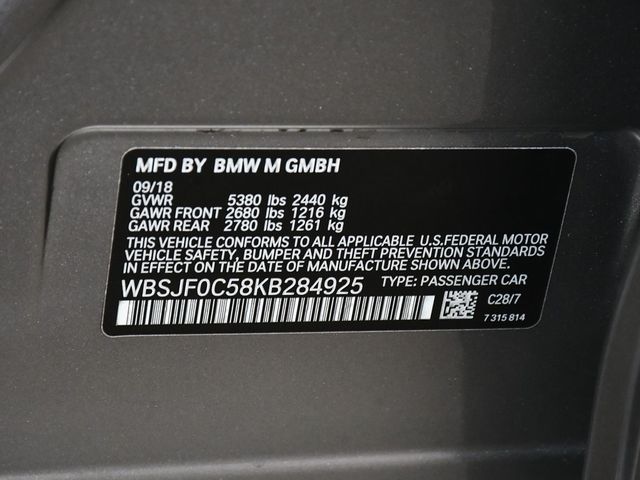 MFD BY BMW M GMBH
09/18
GVWR 5380 lbs 2440 kg
GAWR FRONT 2680 lbs 1216 kg
GAWR REAR 2780 lbs 1261 kg
THIS VEHICLE CONFORMS TO ALL APPLICABLE U.S.FEDERAL MOTOR
VEHICLE SAFETY, BUMPER AND THEFT PREVENTION STANDARDS
IN EFFECT ON THE DATE OF MANUFACTURE SHOWN ABOVE.
WBSJF0C58KB284925 TYPE: PASSENGER CAR
C28/7
7 315 814